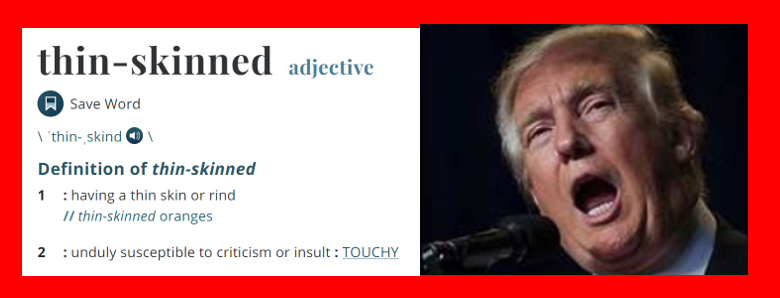 thin-skinned adjective
Save Word
\ ˈthin-ˌskind \
Definition of thin-skinned
1 : having a thin skin or rind
// thin-skinned oranges
2 : unduly susceptible to criticism or insult : TOUCHY